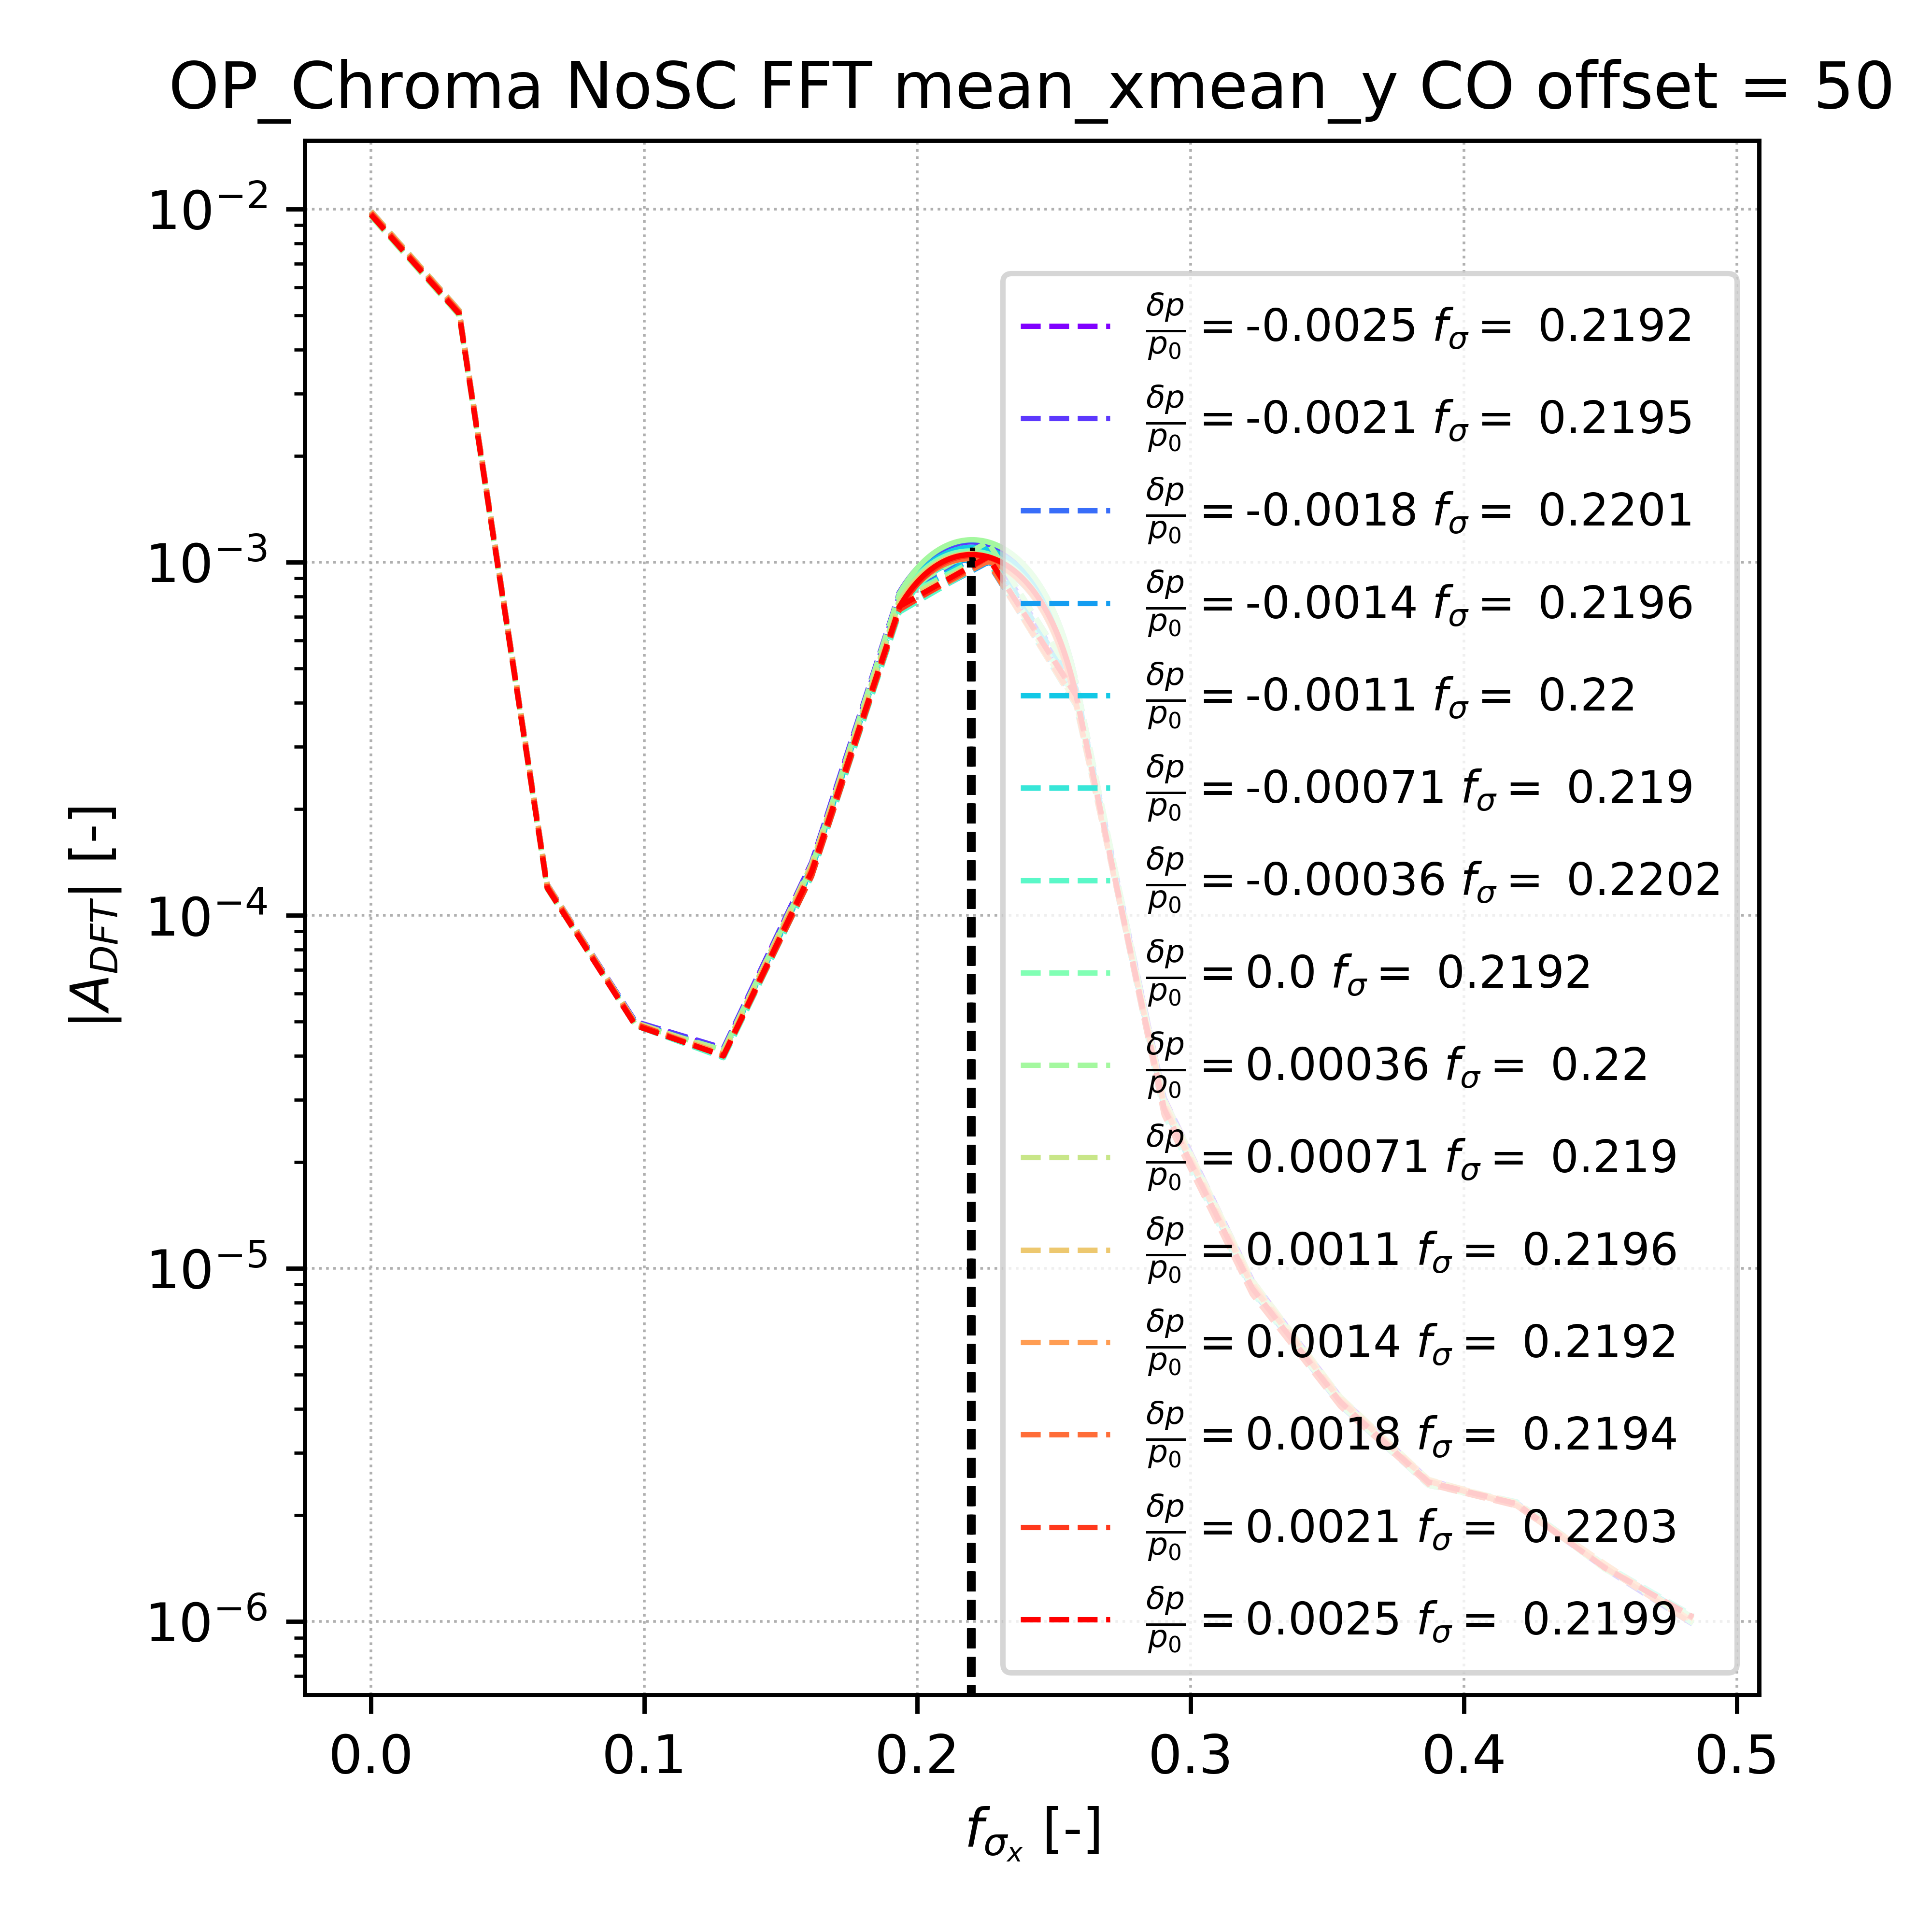 OP_Chroma NoSC FFT mean_xmean_y CO offset = 50
|A_DFT| [-]
10^−2
10^−3
10^−4
10^−5
10^−6
δp/p₀ = -0.0025 f_σ = 0.2192
δp/p₀ = -0.0021 f_σ = 0.2195
δp/p₀ = -0.0018 f_σ = 0.2201
δp/p₀ = -0.0014 f_σ = 0.2196
δp/p₀ = -0.0011 f_σ = 0.22
δp/p₀ = -0.00071 f_σ = 0.219
δp/p₀ = -0.00036 f_σ = 0.2202
δp/p₀ = 0.0 f_σ = 0.2192
δp/p₀ = 0.00036 f_σ = 0.22
δp/p₀ = 0.00071 f_σ = 0.219
δp/p₀ = 0.0011 f_σ = 0.2196
δp/p₀ = 0.0014 f_σ = 0.2192
δp/p₀ = 0.0018 f_σ = 0.2194
δp/p₀ = 0.0021 f_σ = 0.2203
δp/p₀ = 0.0025 f_σ = 0.2199
0.0 0.1 0.2 0.3 0.4 0.5
f_σₓ [-]